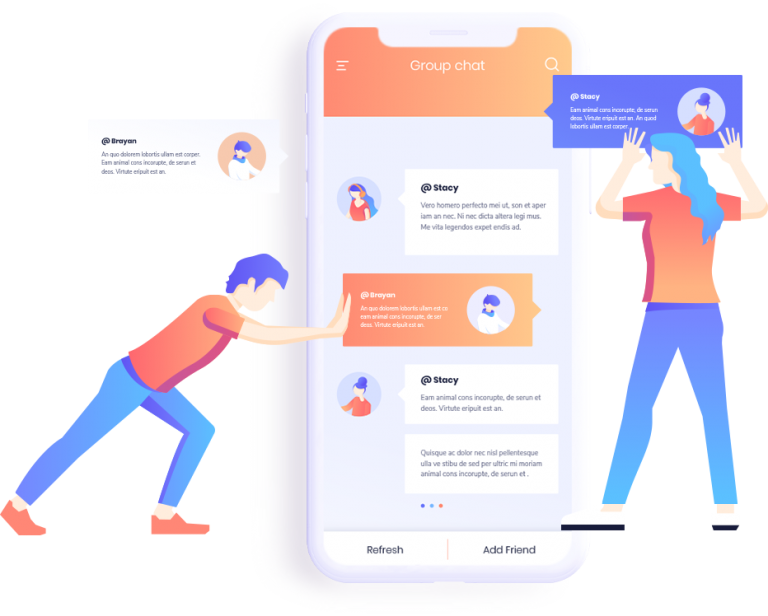 Group chat
@ Stacy
Eam animal cons incorupte, de serun
deos. Virtute eripuit est an. An quod
lobortis ullum est corper
@ Brayan
An quo dolorem lobortis ullam est corper.
Eam animal cons incorupte, de serun et
deos. Virtute eripuit est an.
@ Stacy
Vero homero perfecto mei ut, son et aper
iam an nec. Ni nec dicta altera legi mus.
Me vita legendos expet endis ad.
@ Brayan
An quo dolorem lobortis ullam est co
eam animal cons incorupte, de ser
deos. Virtute eripuit est an.
@ Stacy
Eam animal cons incorupte, de serun et
deos. Virtute eripuit est an.
Quisque ac dolor nec nisl pellentesque
ulla ve stibu de sed per ultric mi moriam
animal cons incorupte, de serun et .
Refresh
Add Friend